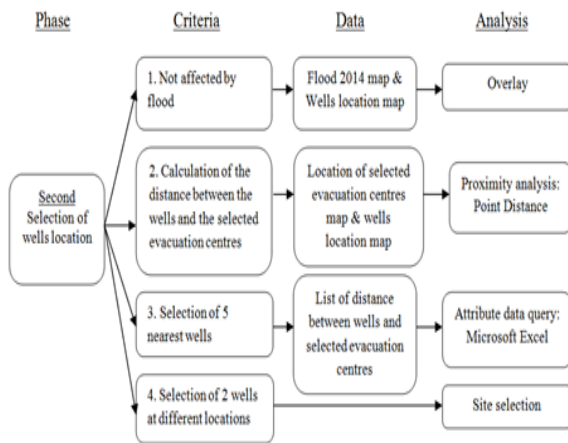 Phase
Criteria
Data
Analysis
1. Not affected by
flood
Flood 2014 map &
Wells location map
Overlay
Second
Selection of
wells location
2. Calculation of the
distance between the
wells and the selected
evacuation centres
Location of selected
evacuation centres
map & wells
location map
Proximity analysis:
Point Distance
3. Selection of 5
nearest wells
List of distance
between wells and
selected evacuation
centres
Attribute data query:
Microsoft Excel
4. Selection of 2 wells
at different locations
Site selection